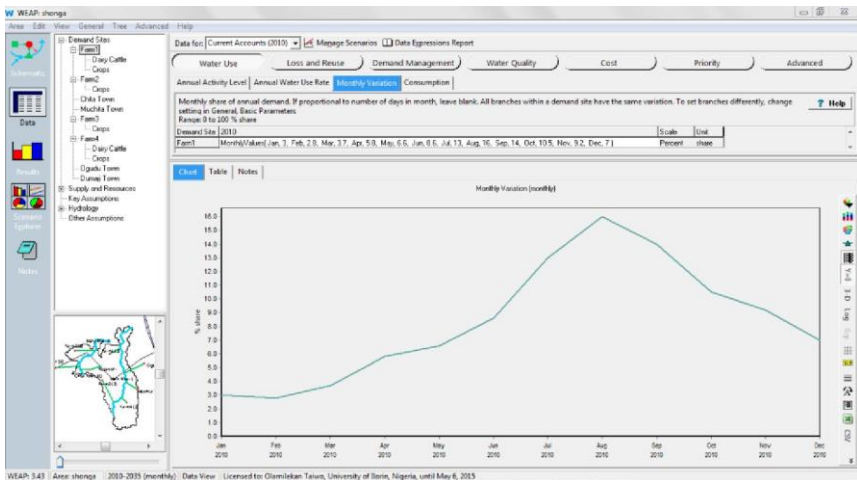 WEAP: shonga
Area Edit View General Tree Advanced Help
Schematic
Data
Results
Scenario Explorer
Notes
Demand Sites
Farm1
Dairy Cattle
Crops
Farm2
Crops
Chita Town
Muchita Town
Farm3
Crops
Farm4
Dairy Cattle
Crops
Ogudu Town
Dumaji Town
Supply and Resources
Key Assumptions
Hydrology
Other Assumptions
Data for: Current Accounts (2010) Manage Scenarios Data Expressions Report
Water Use Loss and Reuse Demand Management Water Quality Cost Priority Advanced
Annual Activity Level Annual Water Use Rate Monthly Variation Consumption
Monthly share of annual demand. If proportional to number of days in month, leave blank. All branches within a demand site have the same variation. To set branches differently, change
setting in General, Basic Parameters.
Range: 0 to 100 % share
? Help
Demand Site 2010 Scale Unit
Farm1 MonthlyValues( Jan, 3, Feb, 2.8, Mar, 3.7, Apr, 5.8, May, 6.6, Jun, 8.6, Jul, 13, Aug, 16, Sep, 14, Oct, 10.5, Nov, 9.2, Dec, 7 ) Percent share
Chart Table Notes
Monthly Variation (monthly)
% share
16.0
15.0
14.0
13.0
12.0
11.0
10.0
9.0
8.0
7.0
6.0
5.0
4.0
3.0
2.0
1.0
0.0
Jan Feb Mar Apr May Jun Jul Aug Sep Oct Nov Dec
2010 2010 2010 2010 2010 2010 2010 2010 2010 2010 2010 2010
Y=0
3-D
Log
CSV
WEAP: 3.43 Area: shonga 2010-2035 (monthly) Data View Licensed to: Olamilekan Taiwo, University of Ilorin, Nigeria, until May 6, 2015